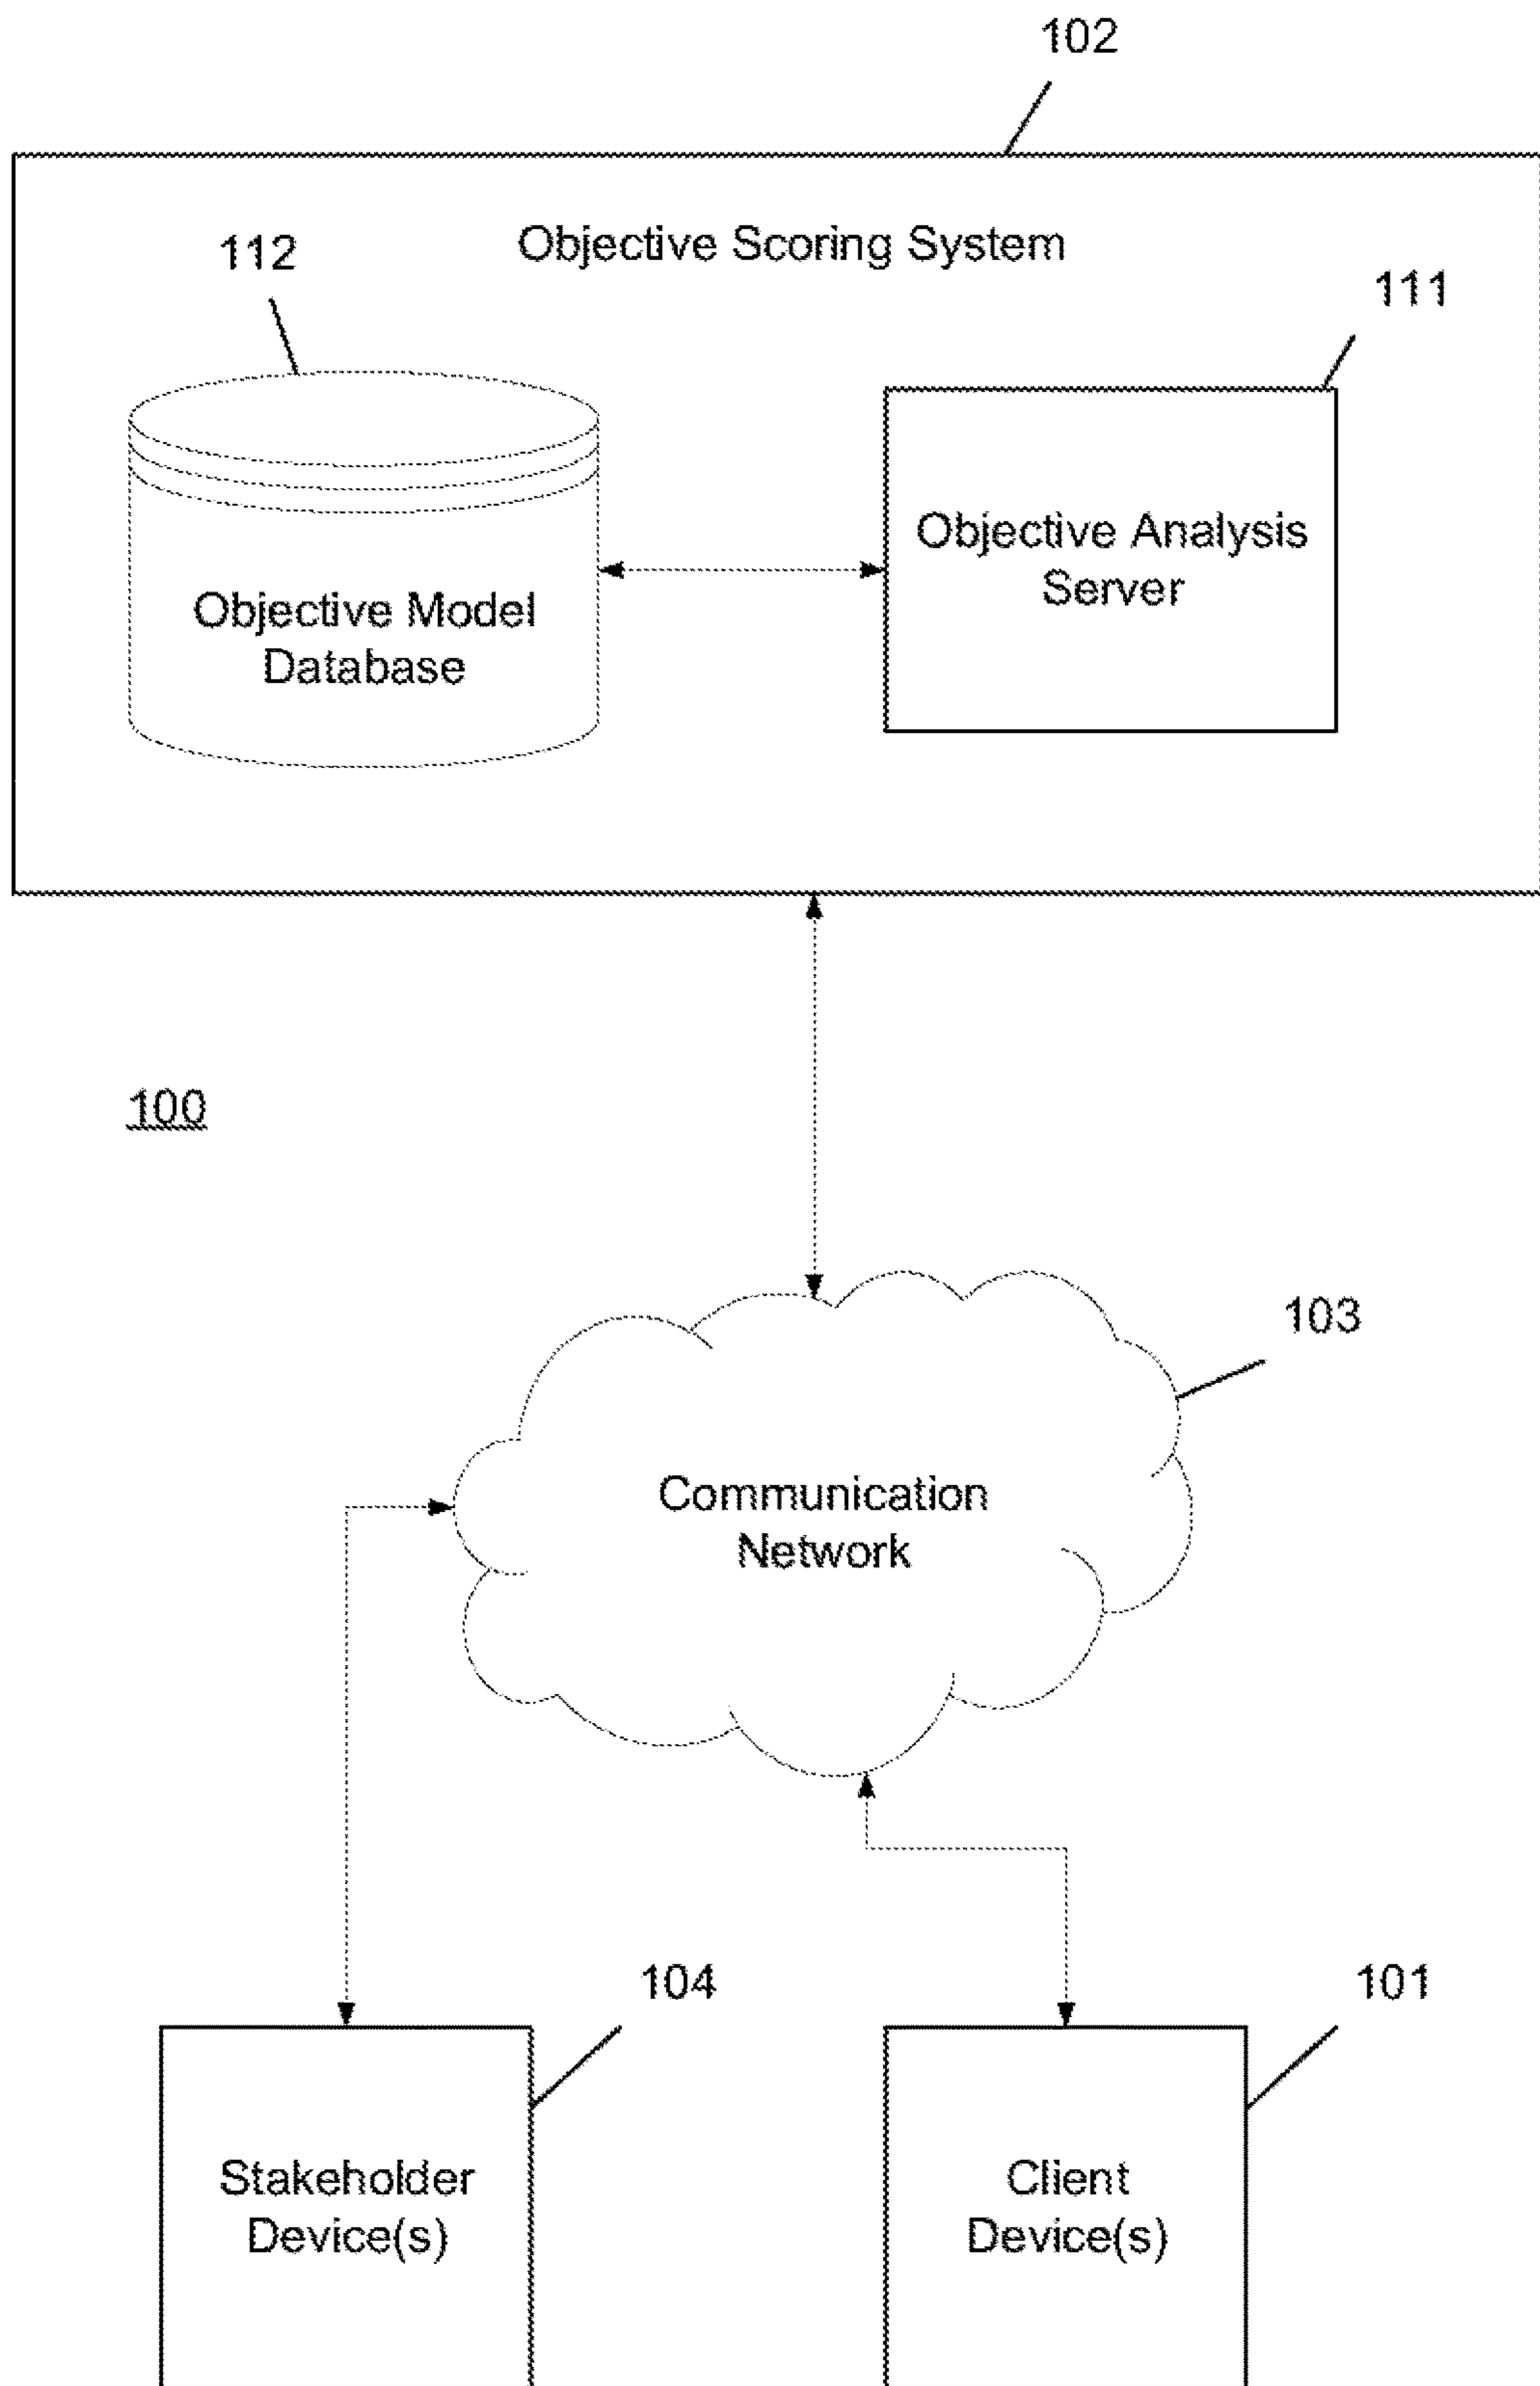 102
Objective Scoring System
112
111
Objective Analysis
Server
Objective Model
Database
100
103
Communication
Network
104
101
Stakeholder
Device(s)
Client
Device(s)